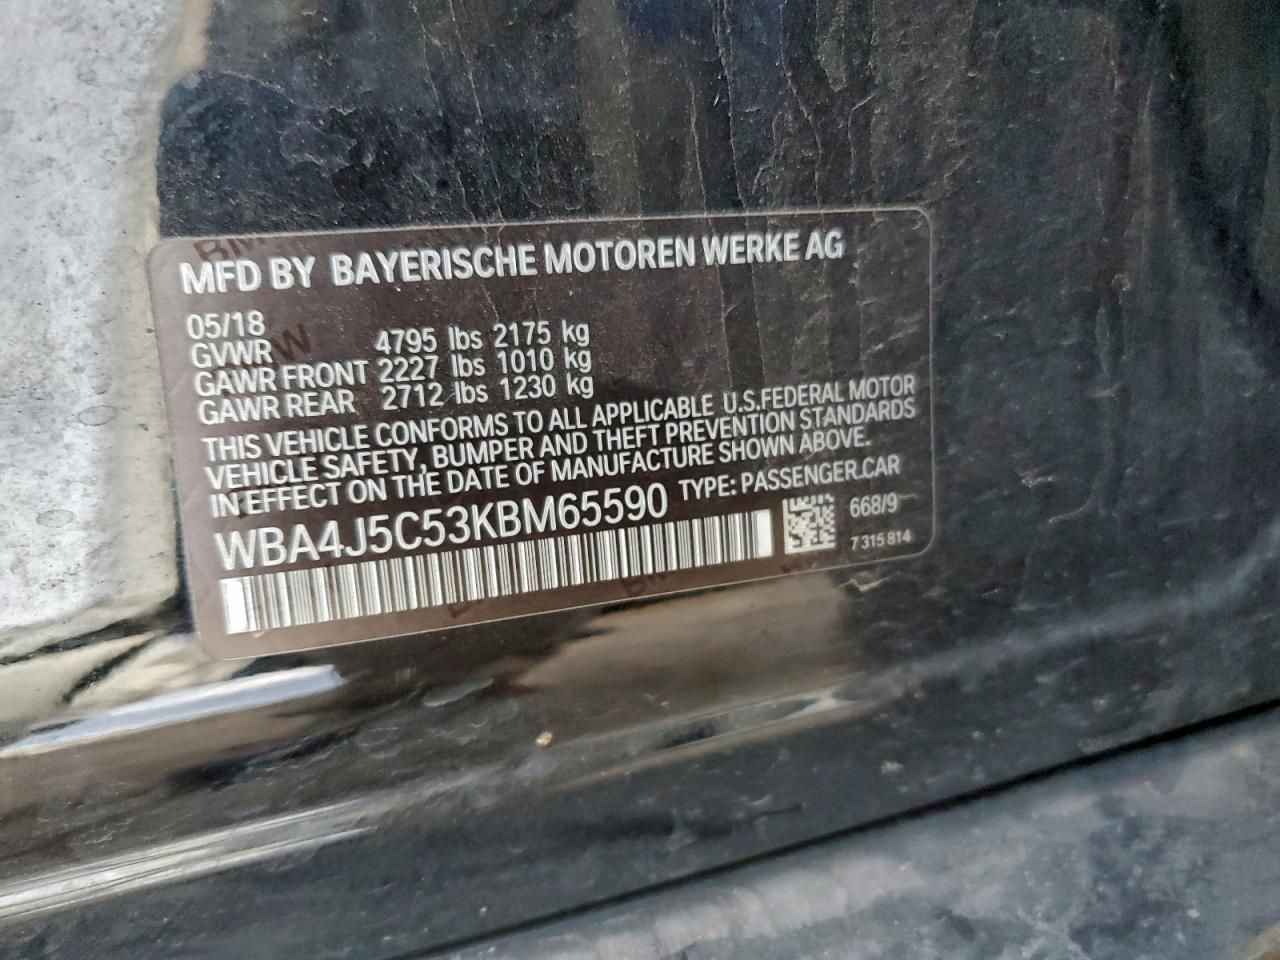 MFD BY BAYERISCHE MOTOREN WERKE AG
05/18
GVWR 4795 lbs 2175 kg
GAWR FRONT 2227 lbs 1010 kg
GAWR REAR 2712 lbs 1230 kg
THIS VEHICLE CONFORMS TO ALL APPLICABLE U.S.FEDERAL MOTOR
VEHICLE SAFETY, BUMPER AND THEFT PREVENTION STANDARDS
IN EFFECT ON THE DATE OF MANUFACTURE SHOWN ABOVE.
WBA4J5C53KBM65590 TYPE: PASSENGER.CAR
668/9
7 315 814